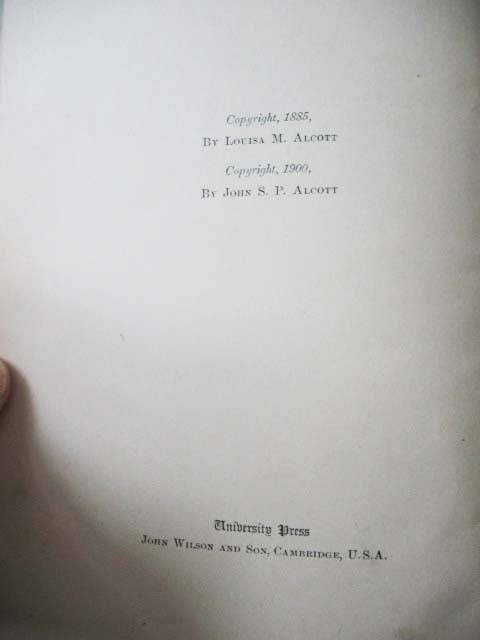 Copyright, 1885,
By Louisa M. Alcott
Copyright, 1900,
By John S. P. Alcott
University Press
John Wilson and Son, Cambridge, U.S.A.